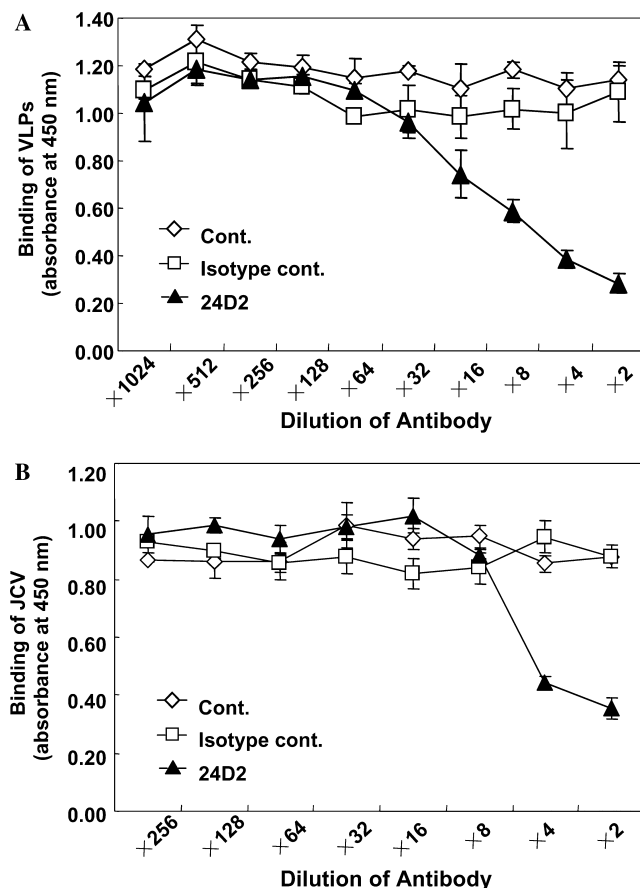 A
1.40
1.20
1.00
0.80
0.60
0.40
0.20
0.00
Binding of VLPs
(absorbance at 450 nm)
Cont.
Isotype cont.
24D2
+1024
+512
+256
+128
+64
+32
+16
+8
+4
+2
Dilution of Antibody
B
1.20
1.00
0.80
0.60
0.40
0.20
0.00
Binding of JCV
(absorbance at 450 nm)
Cont.
Isotype cont.
24D2
+256
+128
+64
+32
+16
+8
+4
+2
Dilution of Antibody